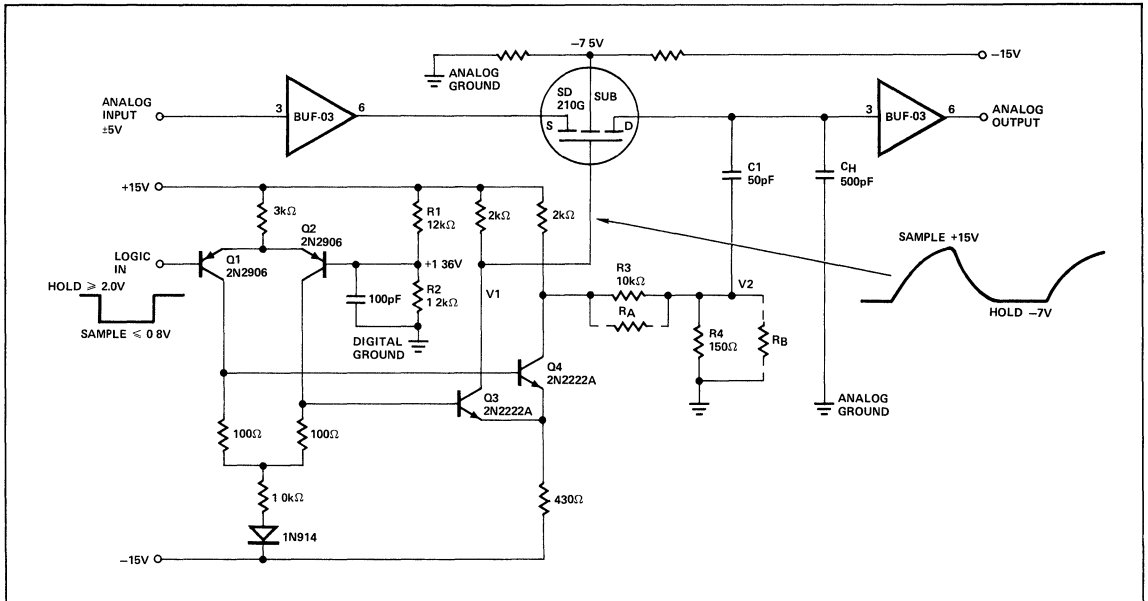 −7 5V
−15V
ANALOG
GROUND
SD
210G
SUB
S
D
ANALOG
INPUT
±5V
3
BUF-03
6
3
BUF-03
6
ANALOG
OUTPUT
C1
50pF
CH
500pF
+15V
3kΩ
R1
12kΩ
2kΩ
2kΩ
Q2
2N2906
LOGIC
IN
Q1
2N2906
+1 36V
HOLD ≥ 2.0V
SAMPLE ≤ 0 8V
100pF
R2
1 2kΩ
V1
DIGITAL
GROUND
R3
10kΩ
RA
V2
R4
150Ω
RB
SAMPLE +15V
HOLD −7V
Q4
2N2222A
Q3
2N2222A
ANALOG
GROUND
100Ω
100Ω
1 0kΩ
430Ω
1N914
−15V